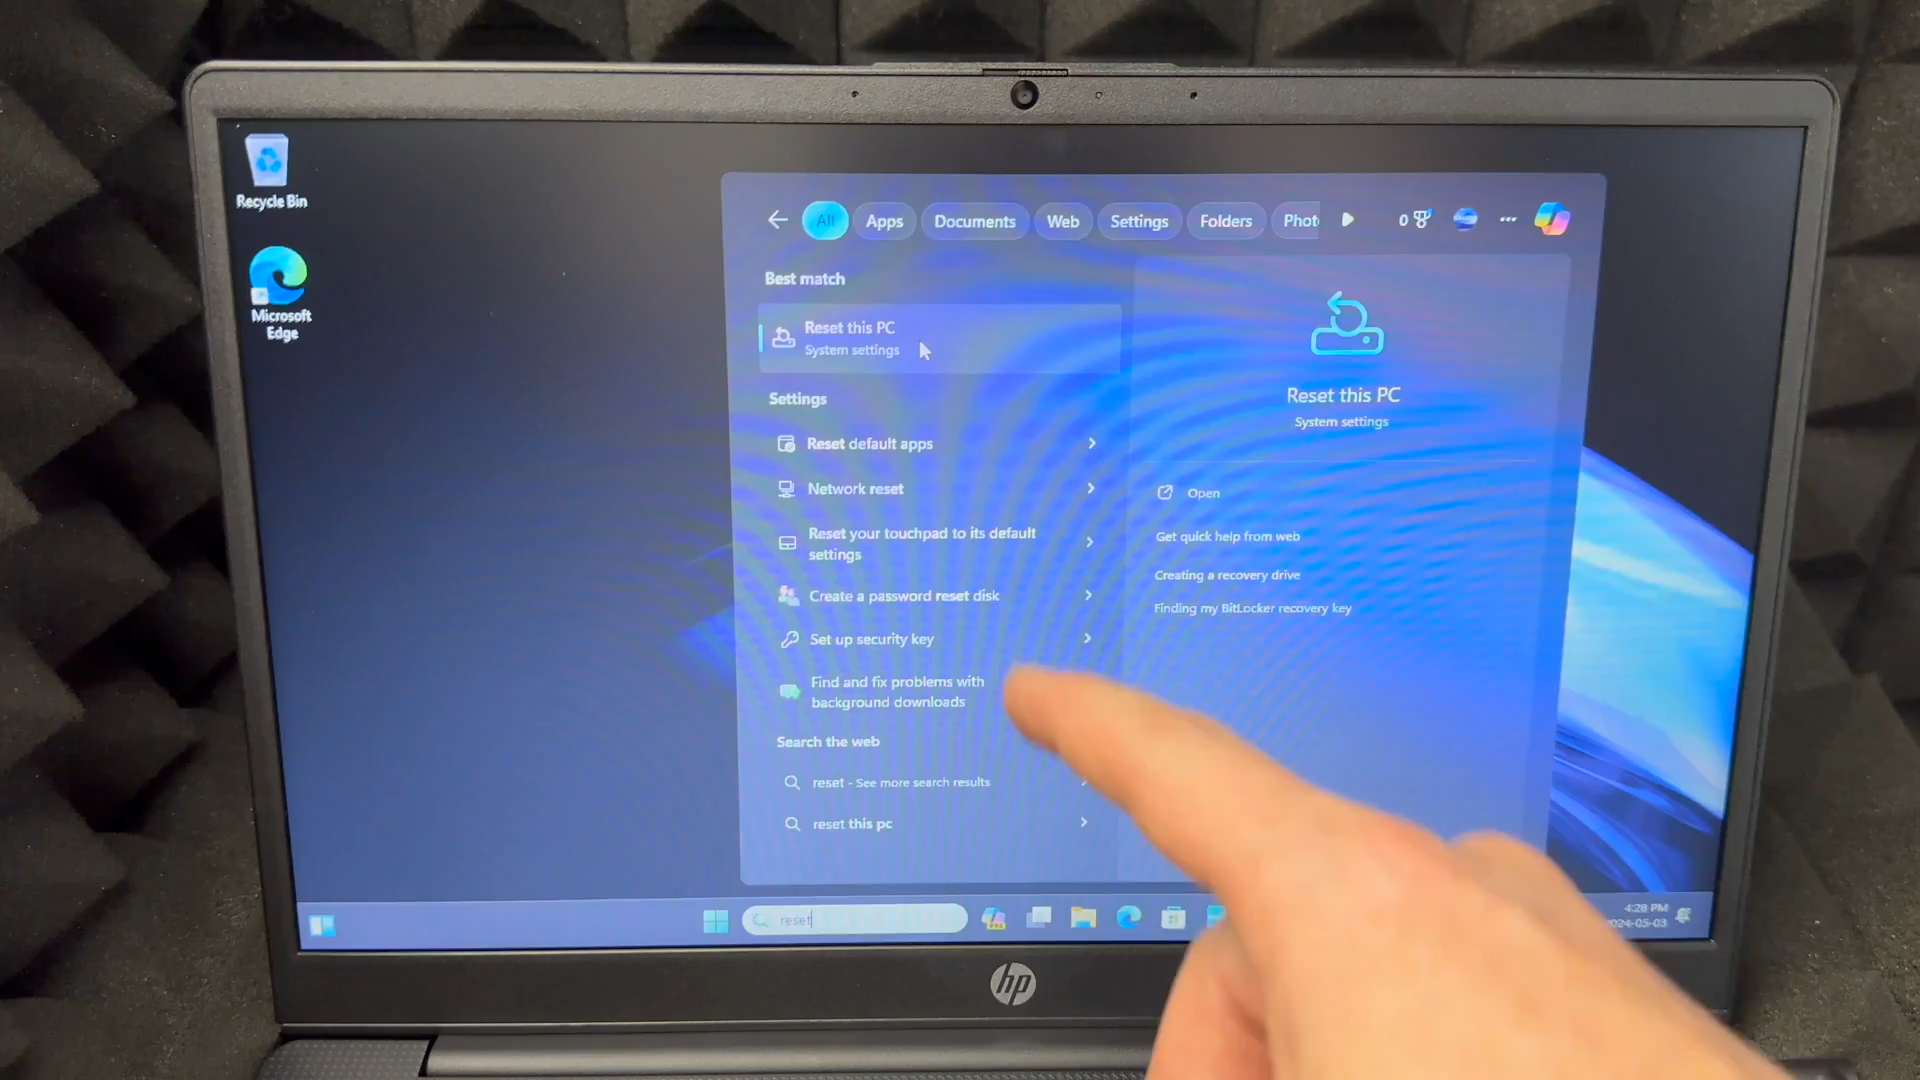 Recycle Bin
Microsoft
Edge
All
Apps
Documents
Web
Settings
Folders
Phot
0
Best match
Reset this PC
System settings
Settings
Reset default apps
Network reset
Reset your touchpad to its default
settings
Create a password reset disk
Set up security key
Find and fix problems with
background downloads
Search the web
reset - See more search results
reset this pc
Reset this PC
System settings
Open
Get quick help from web
Creating a recovery drive
Finding my BitLocker recovery key
reset
4:28 PM
2024-05-03
hp